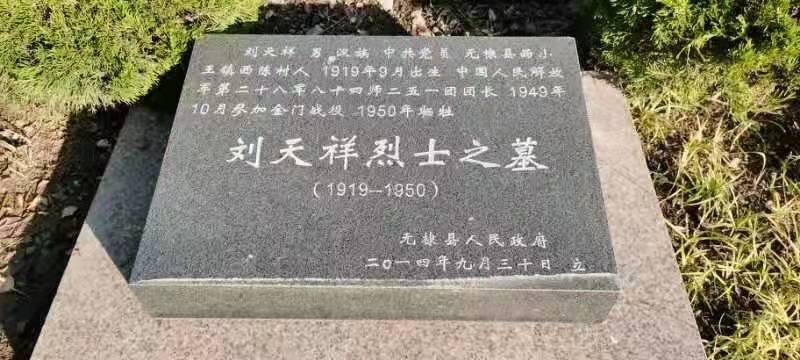 刘天祥 男 汉族 中共党员 无棣县西小
王镇西陈村人 1919年9月出生 中国人民解放
军第二十八军八十四师二五一团团长 1949年
10月参加金门战役 1950年牺牲
刘天祥烈士之墓
（1919—1950）
无棣县人民政府
二〇一四年九月三十日 立